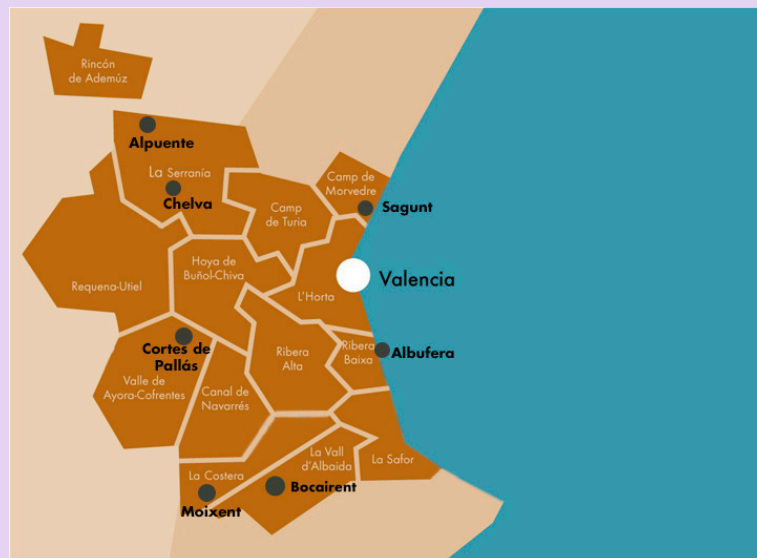 Rincón
de Ademúz
Alpuente
La Serranía
Chelva
Camp de
Morvedre
Sagunt
Camp
de Turia
Hoya de
Buñol-Chiva
Requena-Utiel
Valencia
L'Horta
Cortes de
Pallás
Ribera
Alta
Ribera
Baixa
Albufera
Valle de
Ayora-Cofrentes
Canal de
Navarrés
La Vall
d'Albaida
La Safor
La Costera
Bocairent
Moixent